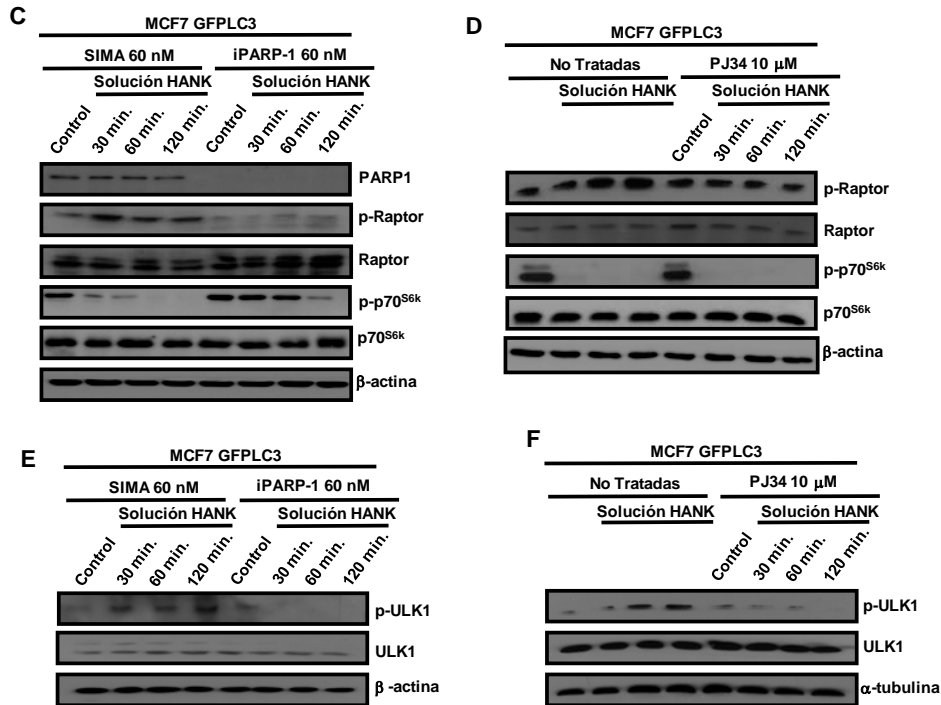 C
MCF7 GFPLC3
SIMA 60 nM iPARP-1 60 nM
Solución HANK Solución HANK
Control 30 min. 60 min. 120 min. Control 30 min. 60 min. 120 min.
PARP1
p-Raptor
Raptor
p-p70S6k
p70S6k
β-actina
D
MCF7 GFPLC3
No Tratadas PJ34 10 μM
Solución HANK Solución HANK
Control 30 min. 60 min. 120 min.
p-Raptor
Raptor
p-p70S6k
p70S6k
β-actina
E
MCF7 GFPLC3
SIMA 60 nM iPARP-1 60 nM
Solución HANK Solución HANK
Control 30 min. 60 min. 120 min. Control 30 min. 60 min. 120 min.
p-ULK1
ULK1
β -actina
F
MCF7 GFPLC3
No Tratadas PJ34 10 μM
Solución HANK Solución HANK
Control 30 min. 60 min. 120 min.
p-ULK1
ULK1
α-tubulina